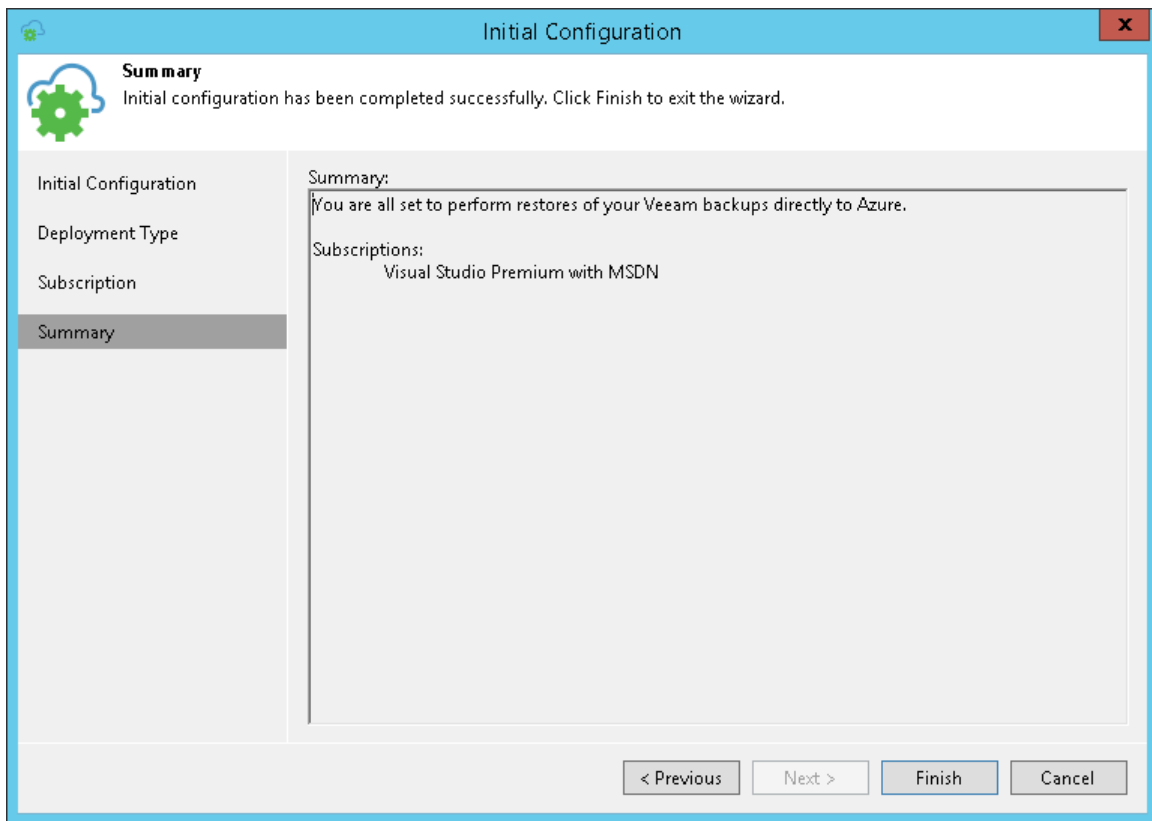 Initial Configuration
x
Summary
Initial configuration has been completed successfully. Click Finish to exit the wizard.
Initial Configuration
Deployment Type
Subscription
Summary
Summary:
You are all set to perform restores of your Veeam backups directly to Azure.
Subscriptions:
Visual Studio Premium with MSDN
< Previous
Next >
Finish
Cancel